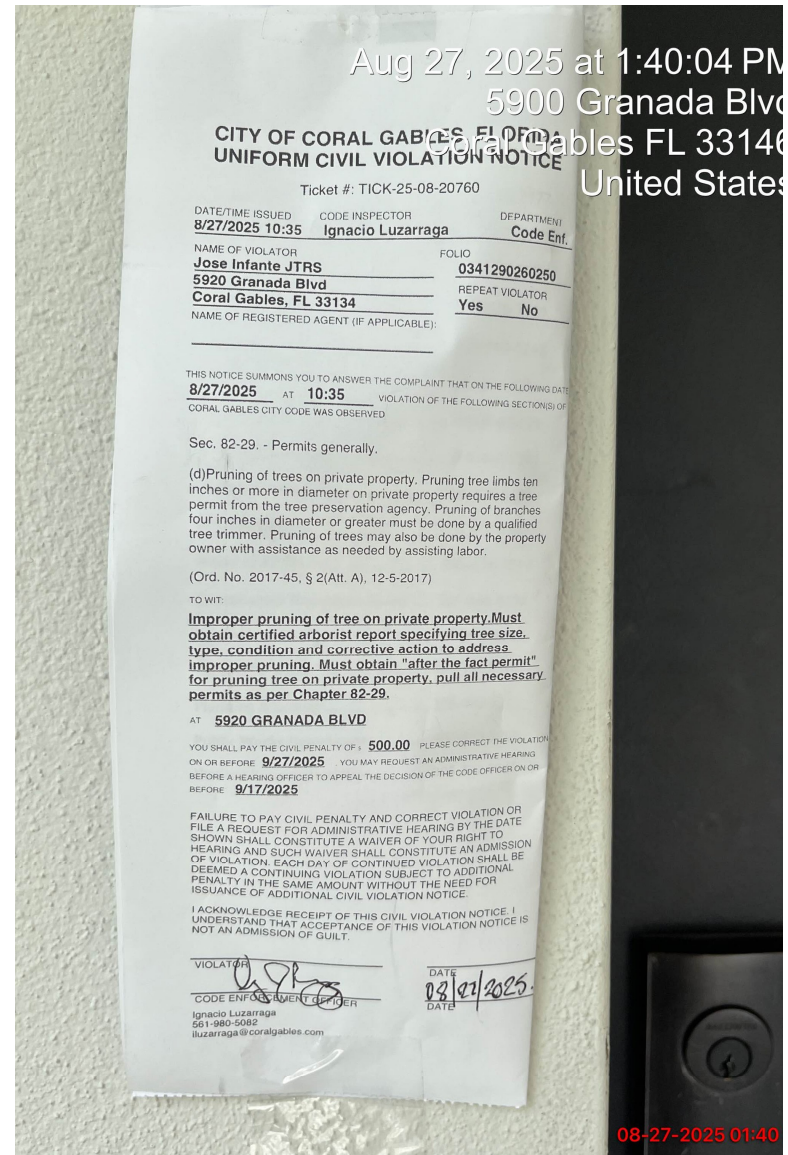 Aug 27, 2025 at 1:40:04 PM
5900 Granada Blvd
Coral Gables FL 33146
United States
CITY OF CORAL GABLES, FLORIDA
UNIFORM CIVIL VIOLATION NOTICE
Ticket #: TICK-25-08-20760
DATE/TIME ISSUED CODE INSPECTOR DEPARTMENT
8/27/2025 10:35 Ignacio Luzarraga Code Enf.
NAME OF VIOLATOR FOLIO
Jose Infante JTRS 0341290260250
5920 Granada Blvd REPEAT VIOLATOR
Coral Gables, FL 33134 Yes No
NAME OF REGISTERED AGENT (IF APPLICABLE):
THIS NOTICE SUMMONS YOU TO ANSWER THE COMPLAINT THAT ON THE FOLLOWING DATE
8/27/2025 AT 10:35 VIOLATION OF THE FOLLOWING SECTION(S) OF
CORAL GABLES CITY CODE WAS OBSERVED
Sec. 82-29. - Permits generally.
(d)Pruning of trees on private property. Pruning tree limbs ten
inches or more in diameter on private property requires a tree
permit from the tree preservation agency. Pruning of branches
four inches in diameter or greater must be done by a qualified
tree trimmer. Pruning of trees may also be done by the property
owner with assistance as needed by assisting labor.
(Ord. No. 2017-45, § 2(Att. A), 12-5-2017)
TO WIT:
Improper pruning of tree on private property.Must
obtain certified arborist report specifying tree size,
type, condition and corrective action to address
improper pruning. Must obtain "after the fact permit"
for pruning tree on private property, pull all necessary
permits as per Chapter 82-29.
AT 5920 GRANADA BLVD
YOU SHALL PAY THE CIVIL PENALTY OF $ 500.00 PLEASE CORRECT THE VIOLATION
ON OR BEFORE 9/27/2025 YOU MAY REQUEST AN ADMINISTRATIVE HEARING
BEFORE A HEARING OFFICER TO APPEAL THE DECISION OF THE CODE OFFICER ON OR
BEFORE 9/17/2025
FAILURE TO PAY CIVIL PENALTY AND CORRECT VIOLATION OR
FILE A REQUEST FOR ADMINISTRATIVE HEARING BY THE DATE
SHOWN SHALL CONSTITUTE A WAIVER OF YOUR RIGHT TO
HEARING AND SUCH WAIVER SHALL CONSTITUTE AN ADMISSION
OF VIOLATION. EACH DAY OF CONTINUED VIOLATION SHALL BE
DEEMED A CONTINUING VIOLATION SUBJECT TO ADDITIONAL
PENALTY IN THE SAME AMOUNT WITHOUT THE NEED FOR
ISSUANCE OF ADDITIONAL CIVIL VIOLATION NOTICE.
I ACKNOWLEDGE RECEIPT OF THIS CIVIL VIOLATION NOTICE. I
UNDERSTAND THAT ACCEPTANCE OF THIS VIOLATION NOTICE IS
NOT AN ADMISSION OF GUILT.
VIOLATOR DATE
08/27/2025.
CODE ENFORCEMENT OFFICER DATE
Ignacio Luzarraga
561-980-5082
iluzarraga@coralgables.com
08-27-2025 01:40